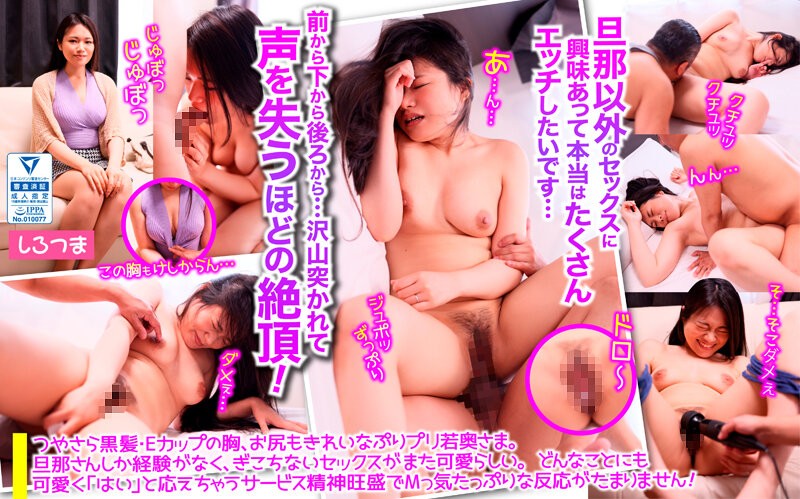 旦那以外のセックスに
興味あって本当はたくさん
エッチしたいです…
前から下から後ろから…沢山突かれて
声を失うほどの絶頂！
じゅぼっ
じゅぼっ
あ…ん…
クチュッ
クチュッ
んん…
審査済証
成人指定
JPPA
No.010077
しろつま
この胸もけしからん…
ダメぇ…
ジュポッ
ずっぷり
ドロ〜
そ…そこダメぇ
つやさら黒髪・Eカップの胸、お尻もきれいなぷりプリ若奥さま。
旦那さんしか経験がなく、ぎこちないセックスがまた可愛らしい。 どんなことにも
可愛く「はい」と応えちゃうサービス精神旺盛でMっ気たっぷりな反応がたまりません！